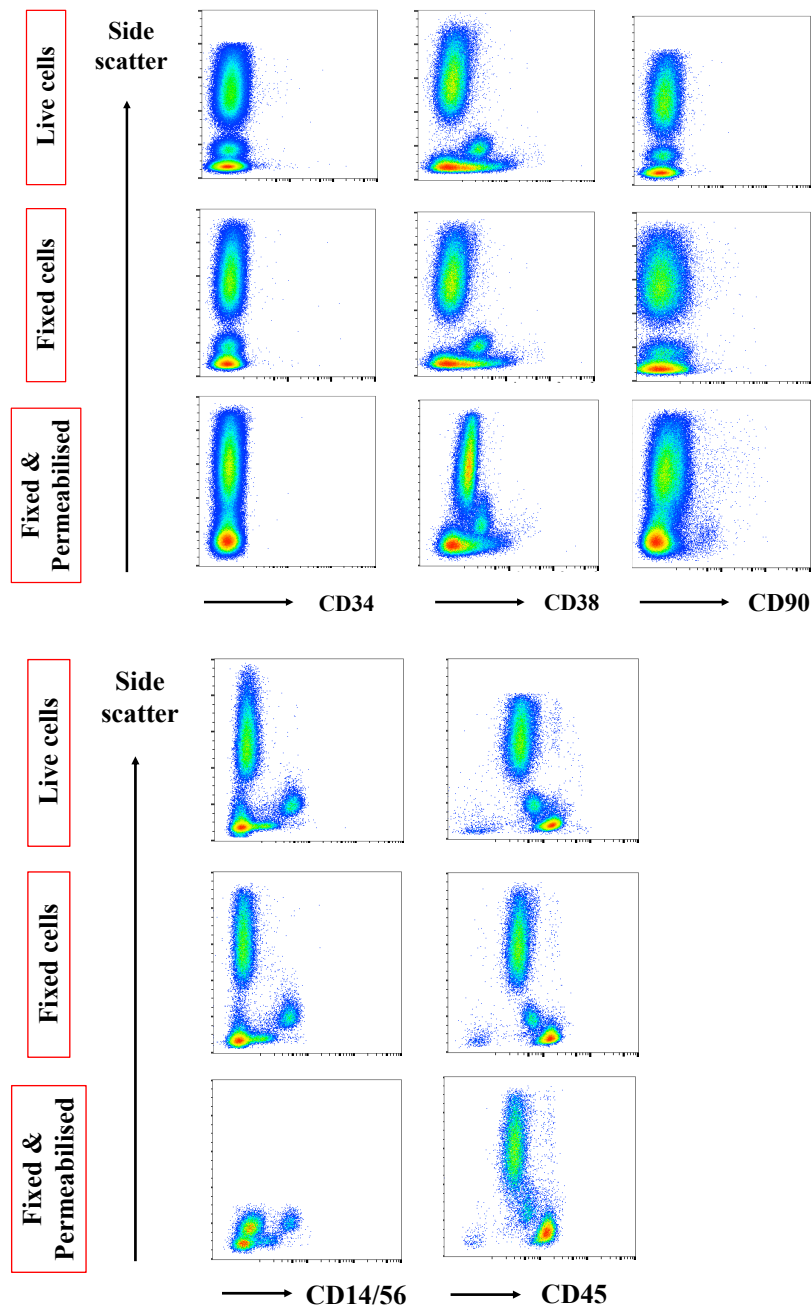 Side
scatter
Live cells
Fixed cells
Fixed &
Permeabilised
CD34
CD38
CD90
Side
scatter
Live cells
Fixed cells
Fixed &
Permeabilised
CD14/56
CD45